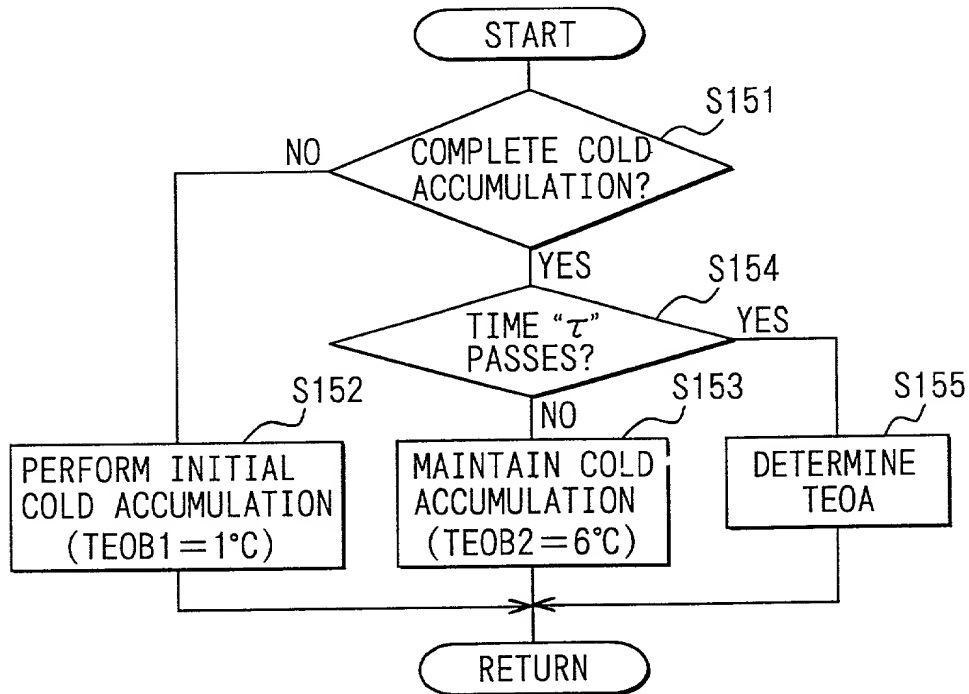 START
S151
NO
COMPLETE COLD
ACCUMULATION?
YES
S154
TIME “τ”
PASSES?
YES
S152
NO
S153
S155
PERFORM INITIAL
COLD ACCUMULATION
(TEOB1=1°C)
MAINTAIN COLD
ACCUMULATION
(TEOB2=6°C)
DETERMINE
TEOA
RETURN